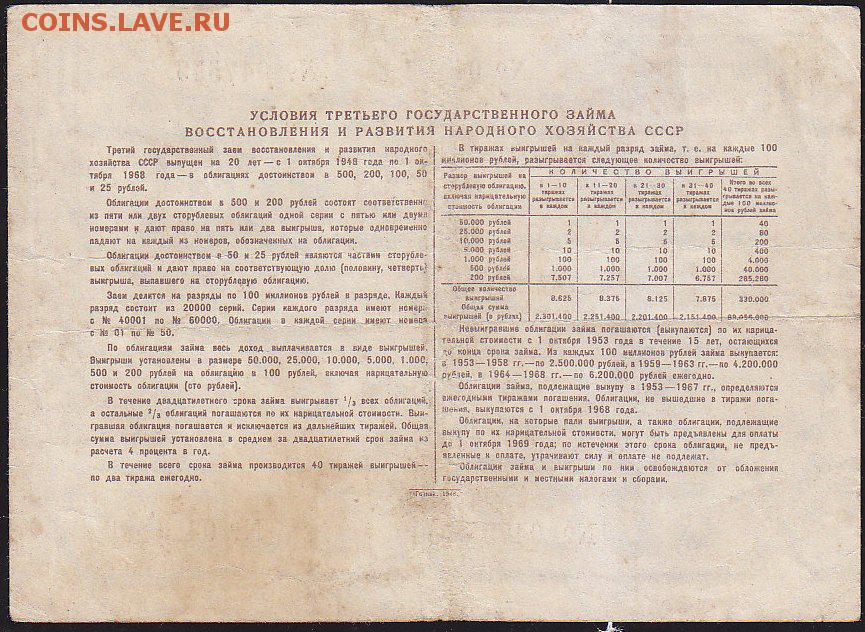 COINS.LAVE.RU
УСЛОВИЯ ТРЕТЬЕГО ГОСУДАРСТВЕННОГО ЗАЙМА
ВОССТАНОВЛЕНИЯ И РАЗВИТИЯ НАРОДНОГО ХОЗЯЙСТВА СССР
Третий государственный заем восстановления и развития народного
хозяйства СССР выпущен на 20 лет — с 1 октября 1948 года по 1 ок-
тября 1968 года — в облигациях достоинством в 500, 200, 100, 50
и 25 рублей.
Облигации достоинством в 500 и 200 рублей состоят соответственно
из пяти или двух сторублевых облигаций одной серии с пятью или двумя
номерами и дают право на пять или два выигрыша, которые одновременно
падают на каждый из номеров, обозначенных на облигации.
Облигации достоинством в 50 и 25 рублей являются частями сторубле-
вых облигаций и дают право на соответствующую долю (половину, четверть)
выигрыша, выпавшего на сторублевую облигацию.
Заем делится на разряды по 100 миллионов рублей в разряде. Каждый
разряд состоит из 20000 серий. Серии каждого разряда имеют номера
с № 40001 по № 60000. Облигации в каждой серии имеют номера
с № 01 по № 50.
По облигациям займа весь доход выплачивается в виде выигрышей.
Выигрыши установлены в размере 50.000, 25.000, 10.000, 5.000, 1.000,
500 и 200 рублей на облигацию в 100 рублей, включая нарицательную
стоимость облигации (сто рублей).
В течение двадцатилетнего срока займа выигрывает 1/3 всех облигаций,
а остальные 2/3 облигаций погашаются по их нарицательной стоимости. Выи-
гравшая облигация погашается и исключается из дальнейших тиражей. Общая
сумма выигрышей установлена в среднем за двадцатилетний срок займа из
расчета 4 процента в год.
В течение всего срока займа производится 40 тиражей выигрышей—
по два тиража ежегодно.
В тиражах выигрышей на каждый разряд займа, т. е. на каждые 100
миллионов рублей, разыгрывается следующее количество выигрышей:
Размер выигрышей на сторублевую облигацию, включая нарицательную стоимость облигации
КОЛИЧЕСТВО ВЫИГРЫШЕЙ
в 1—10 тиражах разыгрывается в каждом
в 11—20 тиражах разыгрывается в каждом
в 21—30 тиражах разыгрывается в каждом
в 31—40 тиражах разыгрывается в каждом
Итого во всех 40 тиражах разыгрывается на каждые 100 миллионов рублей займа
50.000 рублей 1 1 1 1 40
25.000 рублей 2 2 2 2 80
10.000 рублей 5 5 5 5 200
5.000 рублей 10 10 10 10 400
1.000 рублей 100 100 100 100 4.000
500 рублей 1.000 1.000 1.000 1.000 40.000
200 рублей 7.507 7.257 7.007 6.757 285.280
Общее количество
выигрышей 8.625 8.375 8.125 7.875 330.000
Общая сумма
выигрышей (в рублях) 2.301.400 2.251.400 2.201.400 2.151.400 89.056.000
Невыигравшие облигации займа погашаются (выкупаются) по их нарица-
тельной стоимости с 1 октября 1953 года в течение 15 лет, остающихся
до конца срока займа. Из каждых 100 миллионов рублей займа выкупается:
в 1953—1958 гг.—по 2.500.000 рублей, в 1959—1963 гг.—по 4.200.000
рублей, в 1964—1968 гг.—по 6.200.000 рублей ежегодно.
Облигации займа, подлежащие выкупу в 1953—1967 гг., определяются
ежегодными тиражами погашения. Облигации, не вышедшие в тиражи пога-
шения, выкупаются с 1 октября 1968 года.
Облигации, на которые пали выигрыши, а также облигации, подлежащие
выкупу по их нарицательной стоимости, могут быть предъявлены для оплаты
до 1 октября 1969 года; по истечении этого срока облигации, не предъ-
явленные к оплате, утрачивают силу и оплате не подлежат.
Облигации займа и выигрыши по ним освобождаются от обложения
государственными и местными налогами и сборами.
Гознак. 1948.